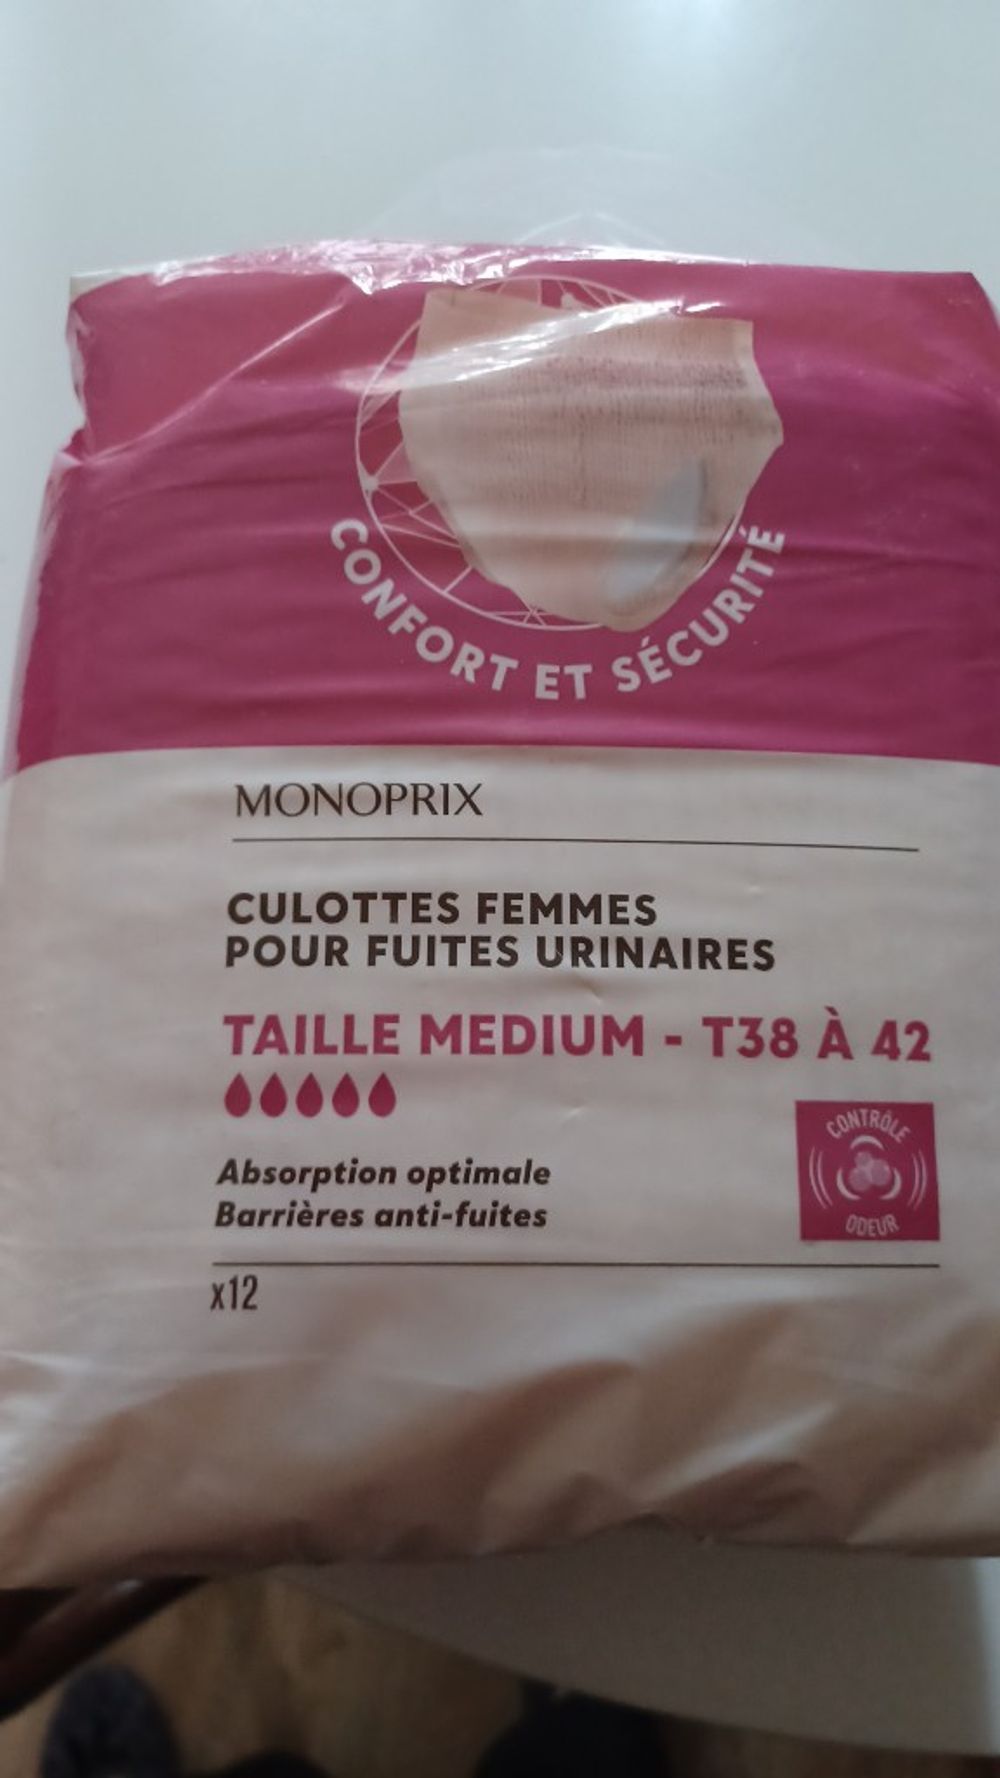 CONFORT ET SÉCURITÉ
MONOPRIX
CULOTTES FEMMES
POUR FUITES URINAIRES
TAILLE MEDIUM - T38 À 42
Absorption optimale
Barrières anti-fuites
CONTRÔLE
ODEUR
x12